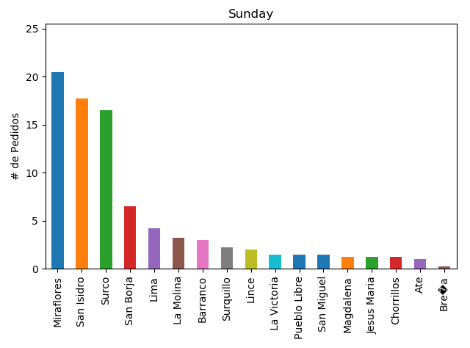 Sunday
# de Pedidos
25
20
15
10
5
0
Miraflores
San Isidro
Surco
San Borja
Lima
La Molina
Barranco
Surquillo
Lince
La Victoria
Pueblo Libre
San Miguel
Magdalena
Jesus Maria
Chorrillos
Ate
Bre�a